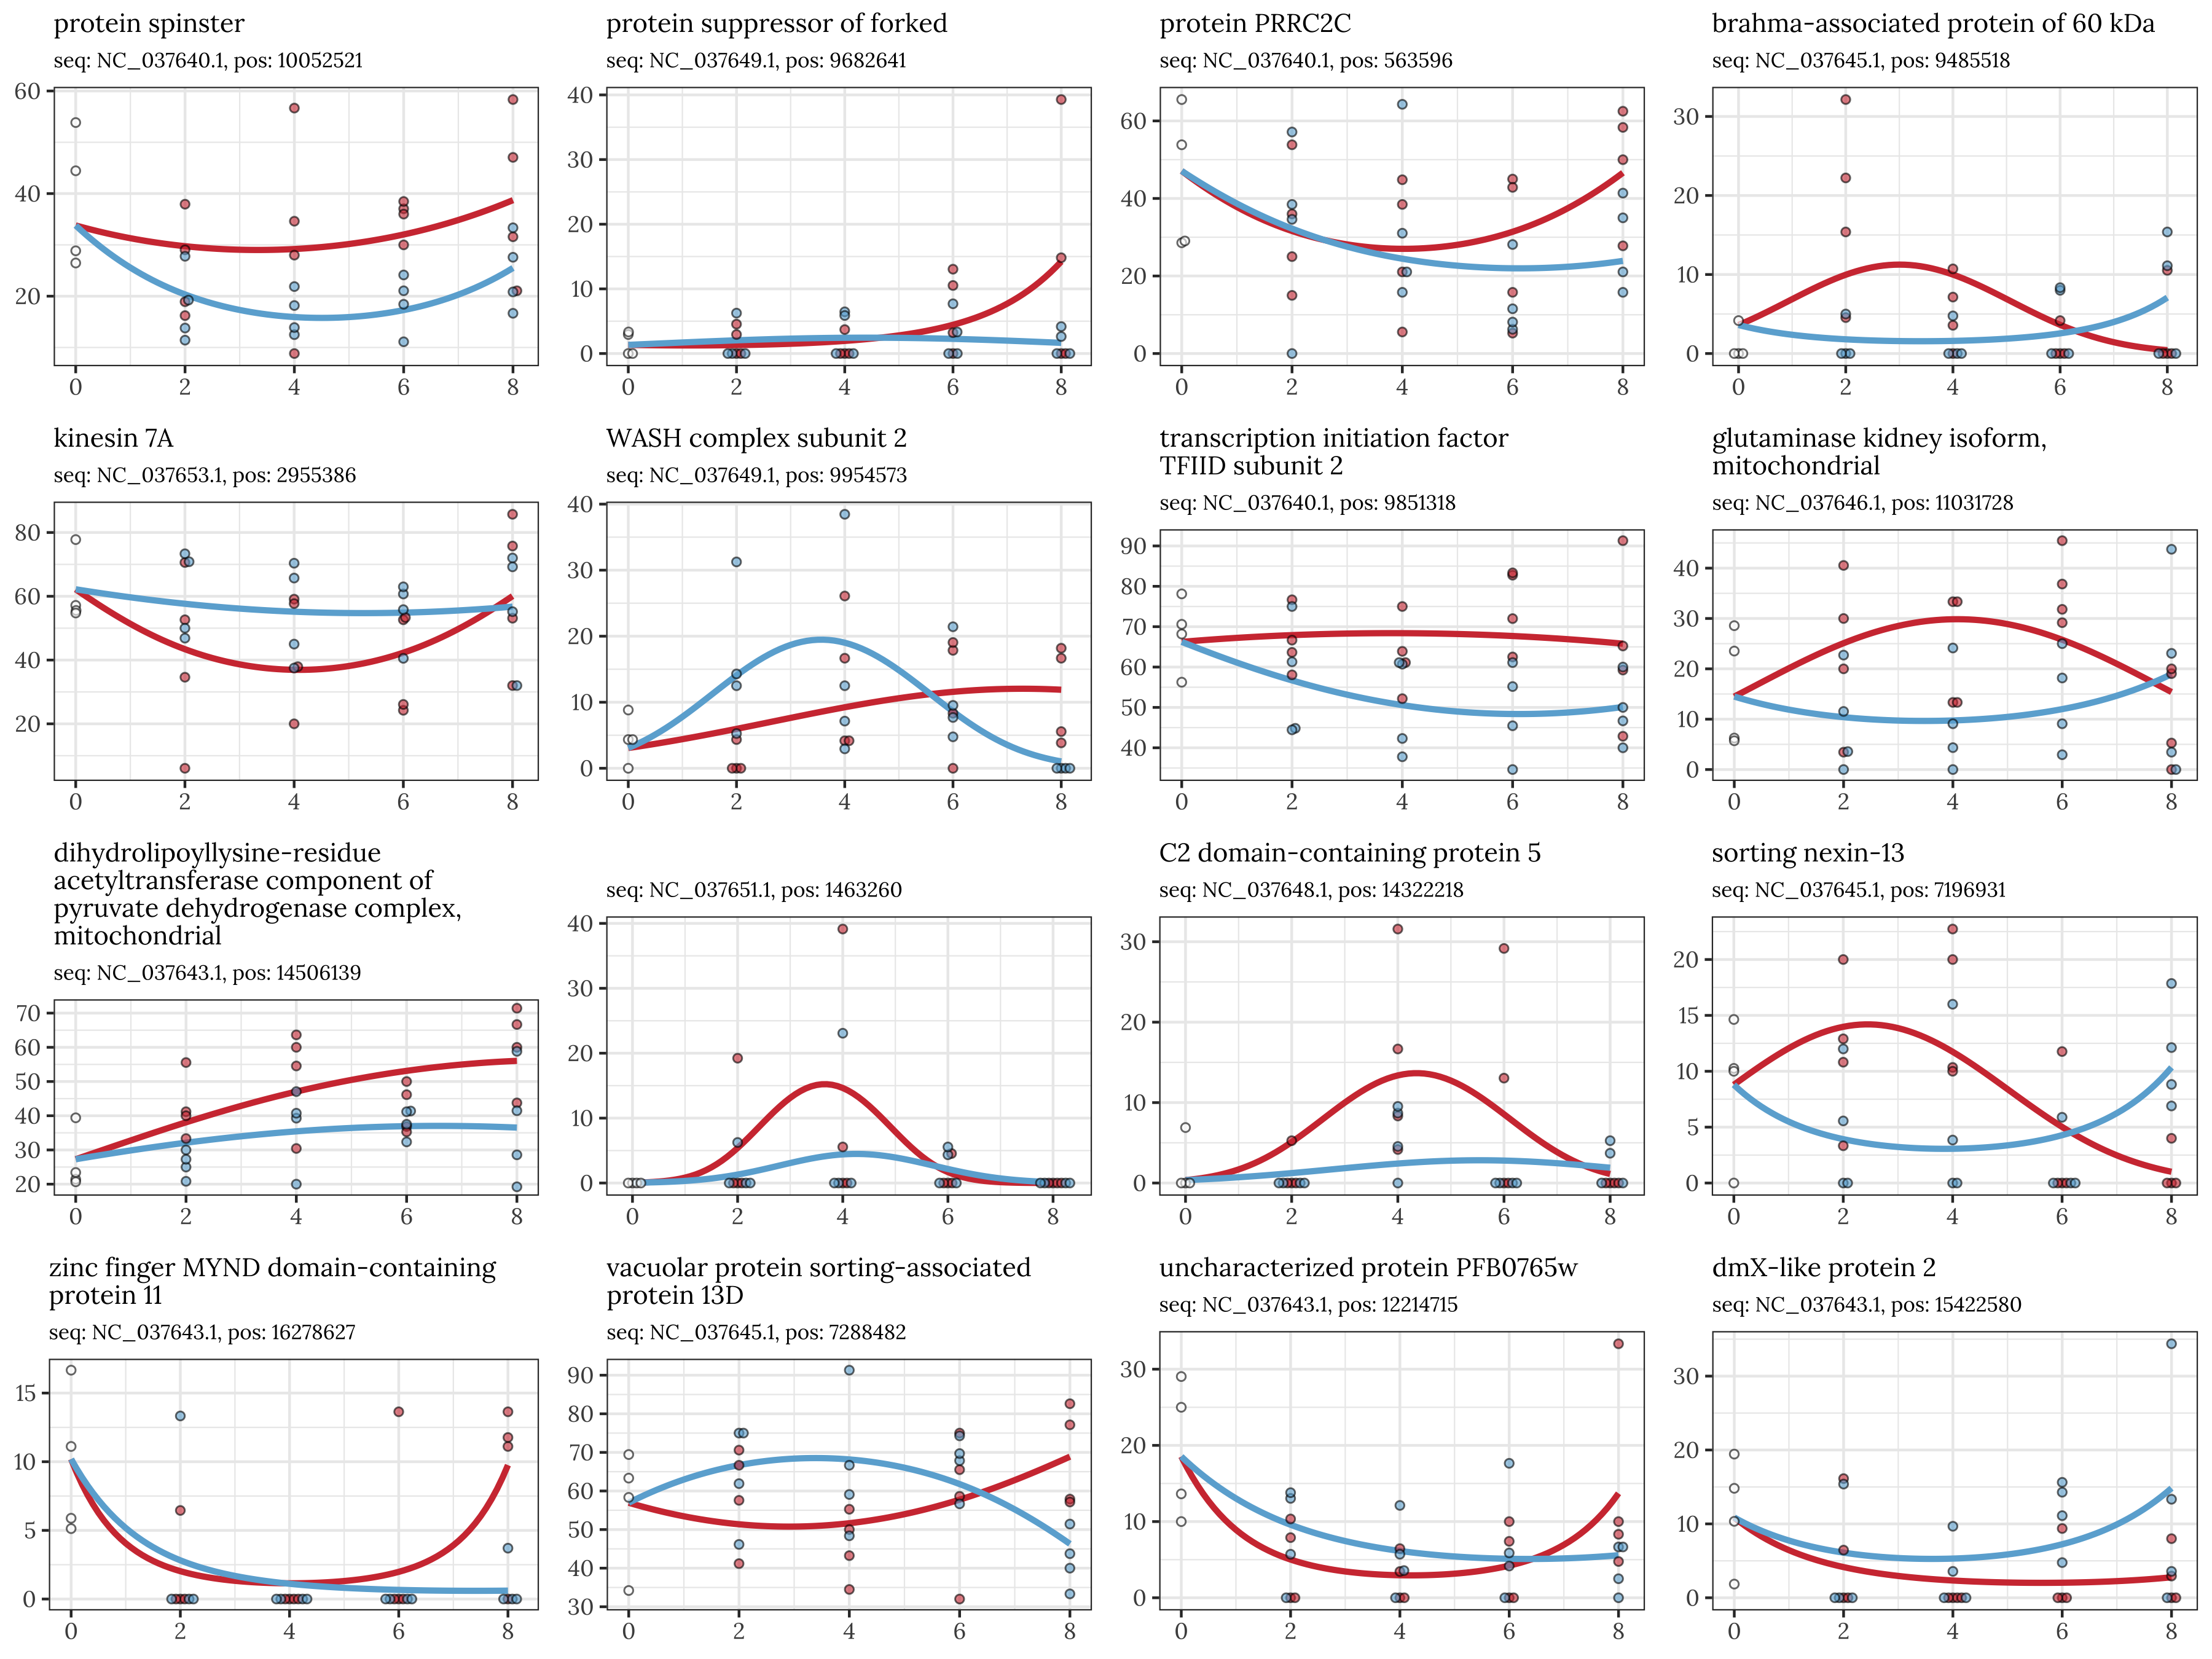 protein spinster
seq: NC_037640.1, pos: 10052521
60
40
20
0 2 4 6 8
protein suppressor of forked
seq: NC_037649.1, pos: 9682641
40
30
20
10
0
0 2 4 6 8
protein PRRC2C
seq: NC_037640.1, pos: 563596
60
40
20
0
0 2 4 6 8
brahma-associated protein of 60 kDa
seq: NC_037645.1, pos: 9485518
30
20
10
0
0 2 4 6 8
kinesin 7A
seq: NC_037653.1, pos: 2955386
80
60
40
20
0 2 4 6 8
WASH complex subunit 2
seq: NC_037649.1, pos: 9954573
40
30
20
10
0
0 2 4 6 8
transcription initiation factor
TFIID subunit 2
seq: NC_037640.1, pos: 9851318
90
80
70
60
50
40
0 2 4 6 8
glutaminase kidney isoform,
mitochondrial
seq: NC_037646.1, pos: 11031728
40
30
20
10
0
0 2 4 6 8
dihydrolipoyllysine-residue
acetyltransferase component of
pyruvate dehydrogenase complex,
mitochondrial
seq: NC_037643.1, pos: 14506139
70
60
50
40
30
20
0 2 4 6 8
seq: NC_037651.1, pos: 1463260
40
30
20
10
0
0 2 4 6 8
C2 domain-containing protein 5
seq: NC_037648.1, pos: 14322218
30
20
10
0
0 2 4 6 8
sorting nexin-13
seq: NC_037645.1, pos: 7196931
20
15
10
5
0
0 2 4 6 8
zinc finger MYND domain-containing
protein 11
seq: NC_037643.1, pos: 16278627
15
10
5
0
0 2 4 6 8
vacuolar protein sorting-associated
protein 13D
seq: NC_037645.1, pos: 7288482
90
80
70
60
50
40
30
0 2 4 6 8
uncharacterized protein PFB0765w
seq: NC_037643.1, pos: 12214715
30
20
10
0
0 2 4 6 8
dmX-like protein 2
seq: NC_037643.1, pos: 15422580
30
20
10
0
0 2 4 6 8